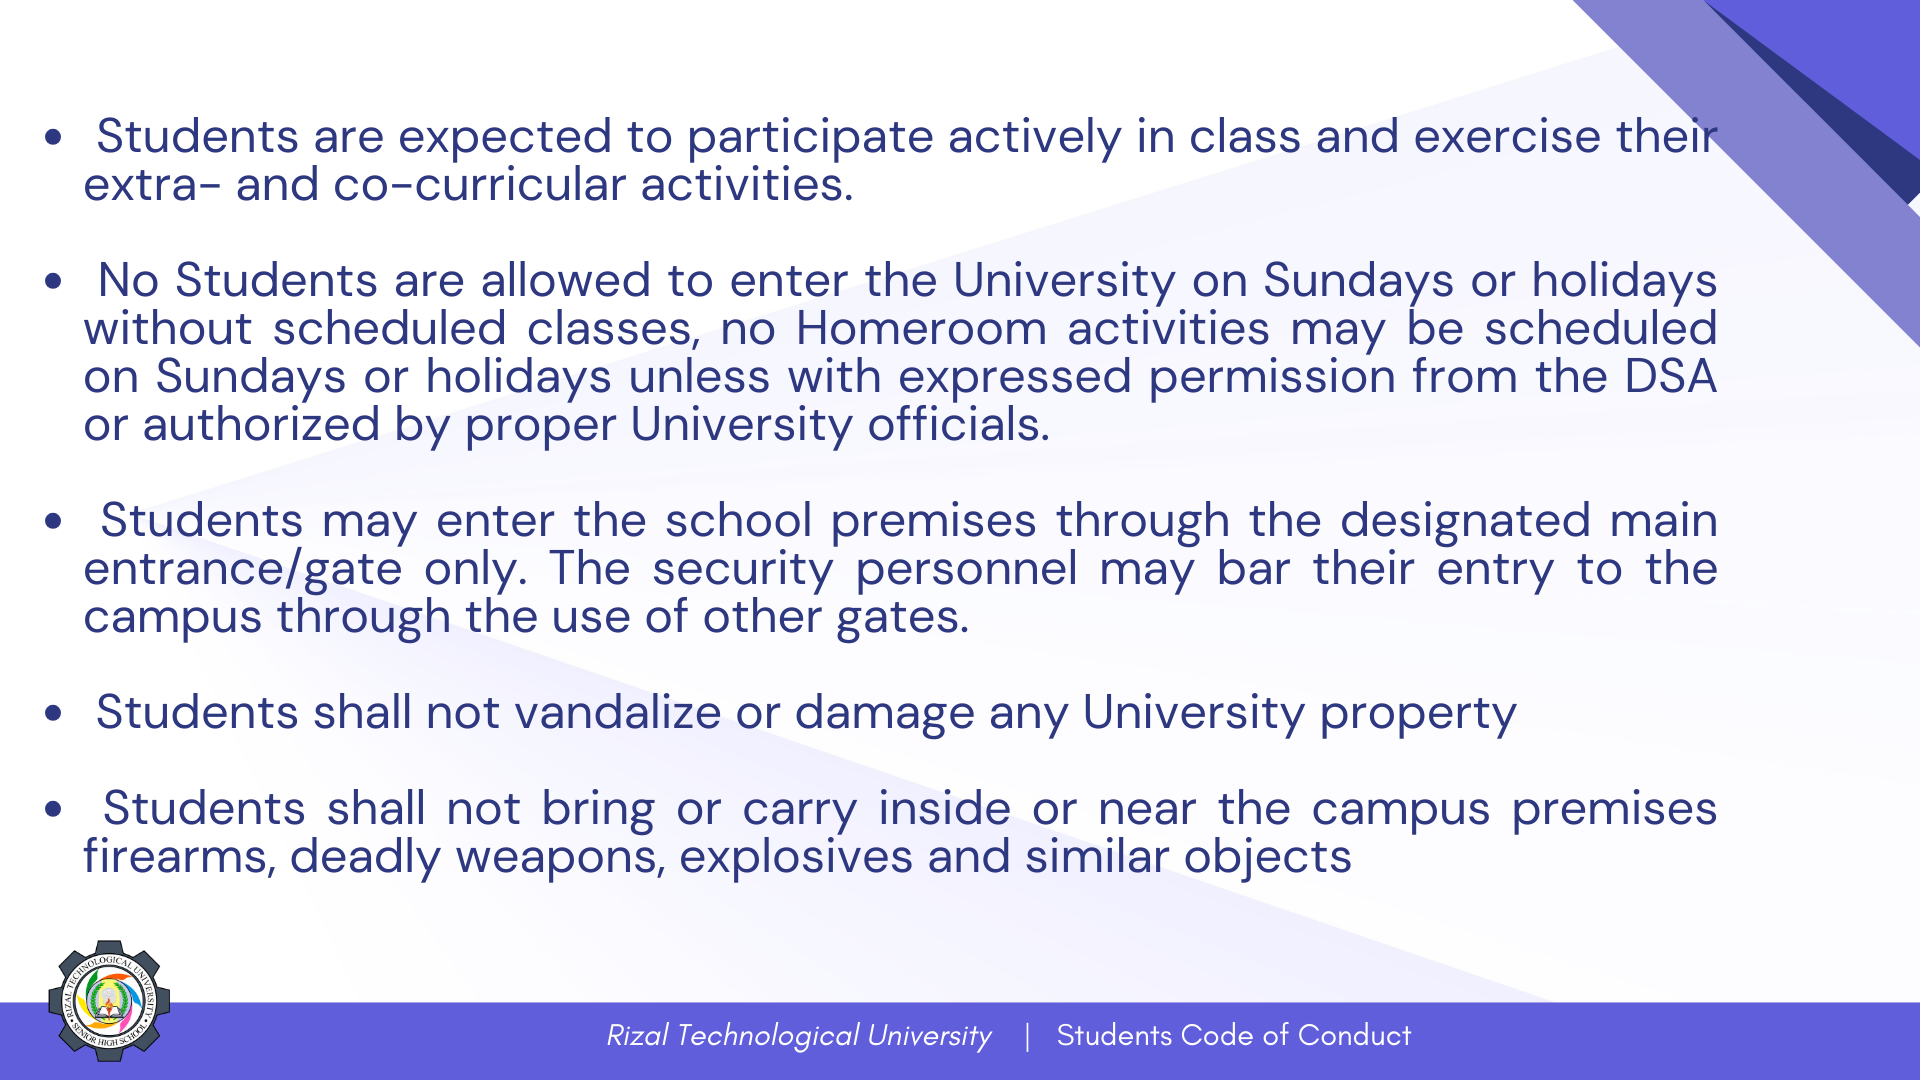 • Students are expected to participate actively in class and exercise their
extra- and co-curricular activities.
• No Students are allowed to enter the University on Sundays or holidays
without scheduled classes, no Homeroom activities may be scheduled
on Sundays or holidays unless with expressed permission from the DSA
or authorized by proper University officials.
• Students may enter the school premises through the designated main
entrance/gate only. The security personnel may bar their entry to the
campus through the use of other gates.
• Students shall not vandalize or damage any University property
• Students shall not bring or carry inside or near the campus premises
firearms, deadly weapons, explosives and similar objects
RIZAL TECHNOLOGICAL UNIVERSITY
• SENIOR HIGH SCHOOL •
Rizal Technological University | Students Code of Conduct